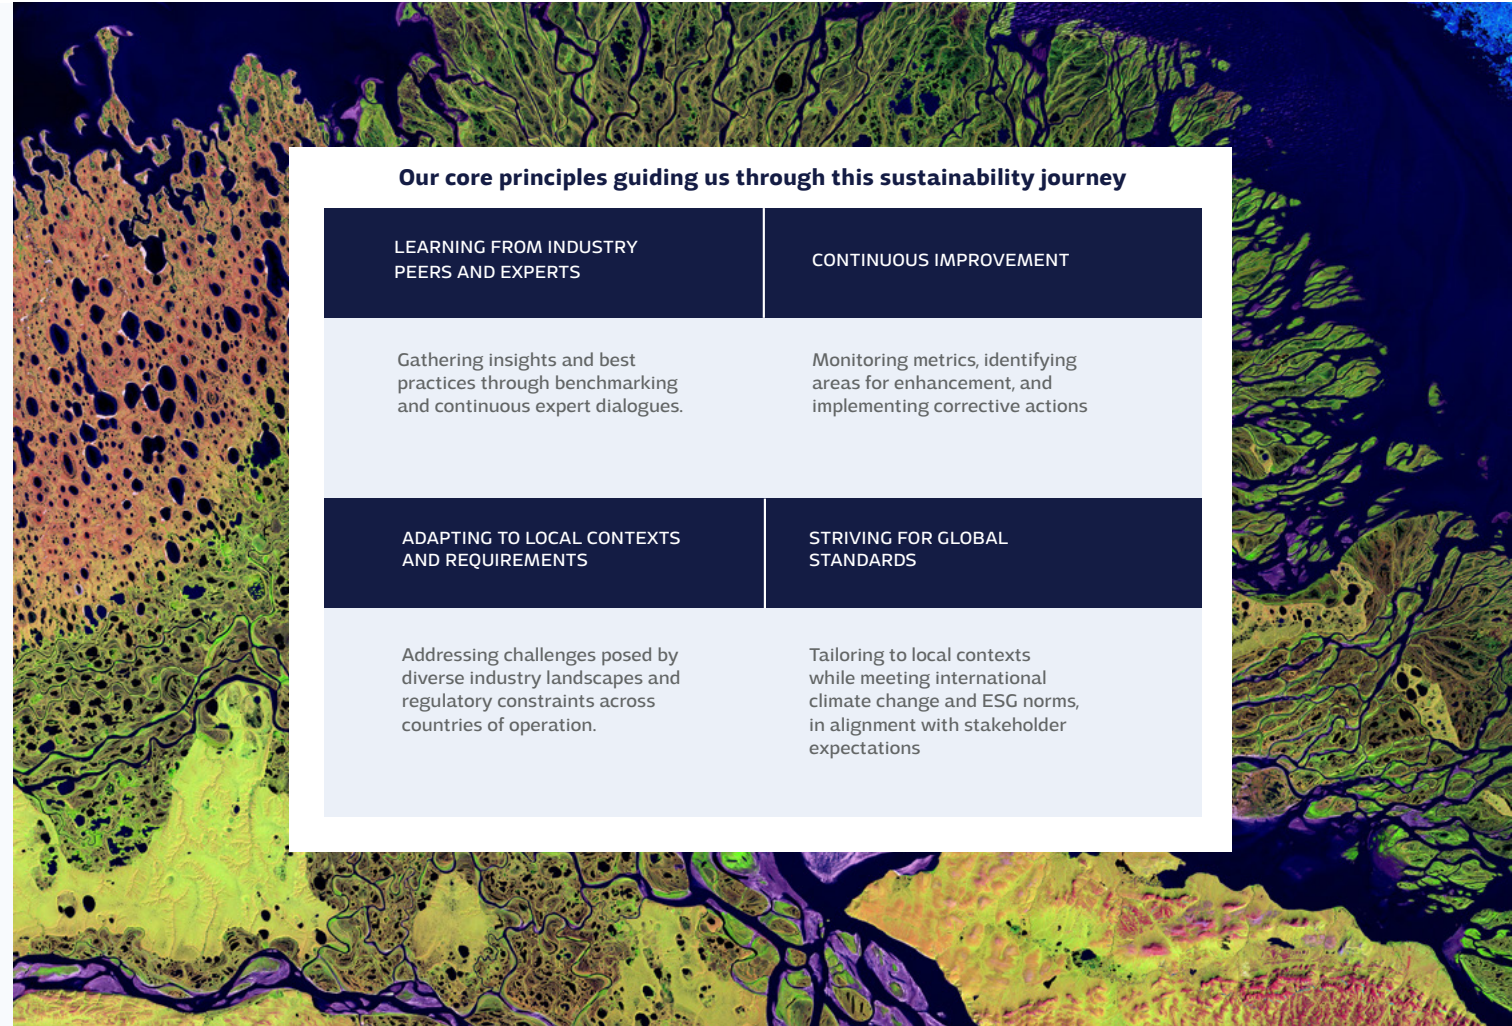 Our core principles guiding us through this sustainability journey
LEARNING FROM INDUSTRY
PEERS AND EXPERTS
CONTINUOUS IMPROVEMENT
Gathering insights and best
practices through benchmarking
and continuous expert dialogues.
Monitoring metrics, identifying
areas for enhancement, and
implementing corrective actions
ADAPTING TO LOCAL CONTEXTS
AND REQUIREMENTS
STRIVING FOR GLOBAL
STANDARDS
Addressing challenges posed by
diverse industry landscapes and
regulatory constraints across
countries of operation.
Tailoring to local contexts
while meeting international
climate change and ESG norms,
in alignment with stakeholder
expectations